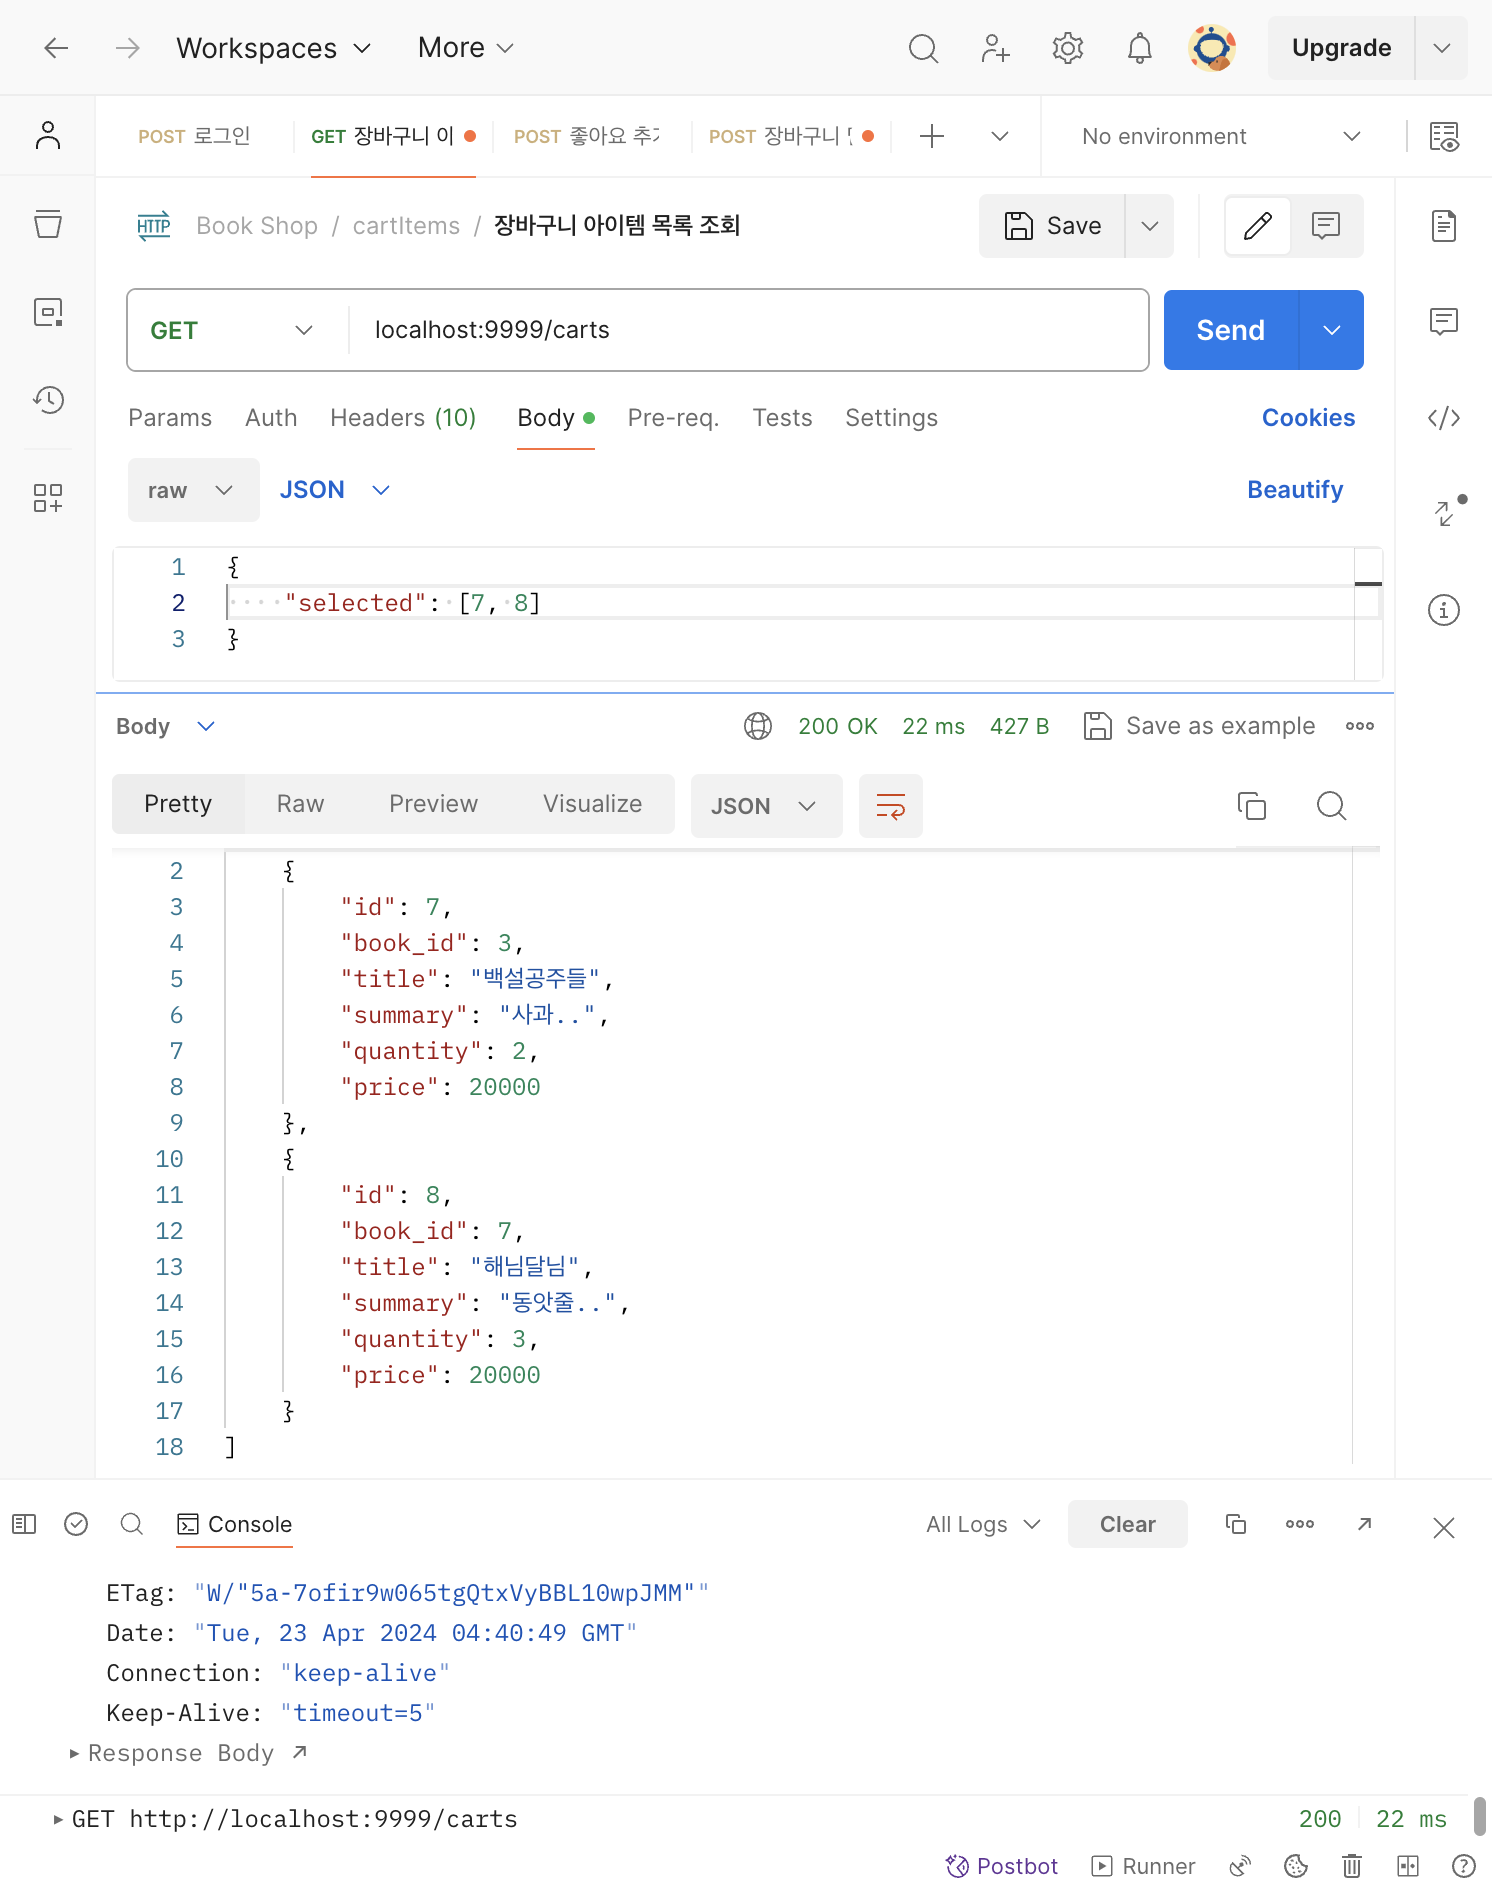 Workspaces More Upgrade
POST 로그인 GET 장바구니 POST 좋아요 POST 장바구니 No environment
HTTP Book Shop / cartItems / 장바구니 아이템 목록 조회 Save
GET localhost:9999/carts Send
Params Auth Headers (10) Body Pre-req. Tests Settings Cookies
raw JSON Beautify
1 {
2 "selected": [7, 8]
3 }
Body 200 OK 22 ms 427 B Save as example
Pretty Raw Preview Visualize JSON
2 {
3 "id": 7,
4 "book_id": 3,
5 "title": "백설공주들",
6 "summary": "사과..",
7 "quantity": 2,
8 "price": 20000
9 },
10 {
11 "id": 8,
12 "book_id": 7,
13 "title": "해님달님",
14 "summary": "동앗줄..",
15 "quantity": 3,
16 "price": 20000
17 }
18 ]
Console All Logs Clear
ETag: "W/"5a-7ofir9w065tgQtxVyBBL10wpJMM""
Date: "Tue, 23 Apr 2024 04:40:49 GMT"
Connection: "keep-alive"
Keep-Alive: "timeout=5"
Response Body
GET http://localhost:9999/carts 200 22 ms
Postbot Runner